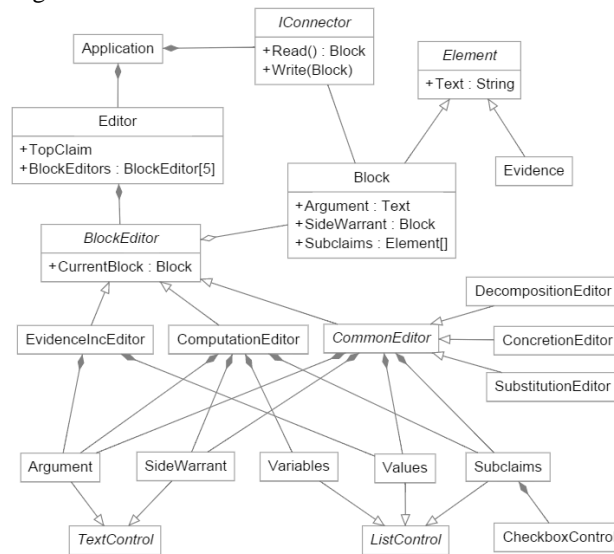 IConnector
+Read() : Block
+Write(Block)
Application
Element
+Text : String
Editor
+TopClaim
+BlockEditors : BlockEditor[5]
Block
+Argument : Text
+SideWarrant : Block
+Subclaims : Element[]
Evidence
BlockEditor
+CurrentBlock : Block
DecompositionEditor
EvidenceIncEditor
ComputationEditor
CommonEditor
ConcretionEditor
SubstitutionEditor
Argument
SideWarrant
Variables
Values
Subclaims
TextControl
ListControl
CheckboxControl